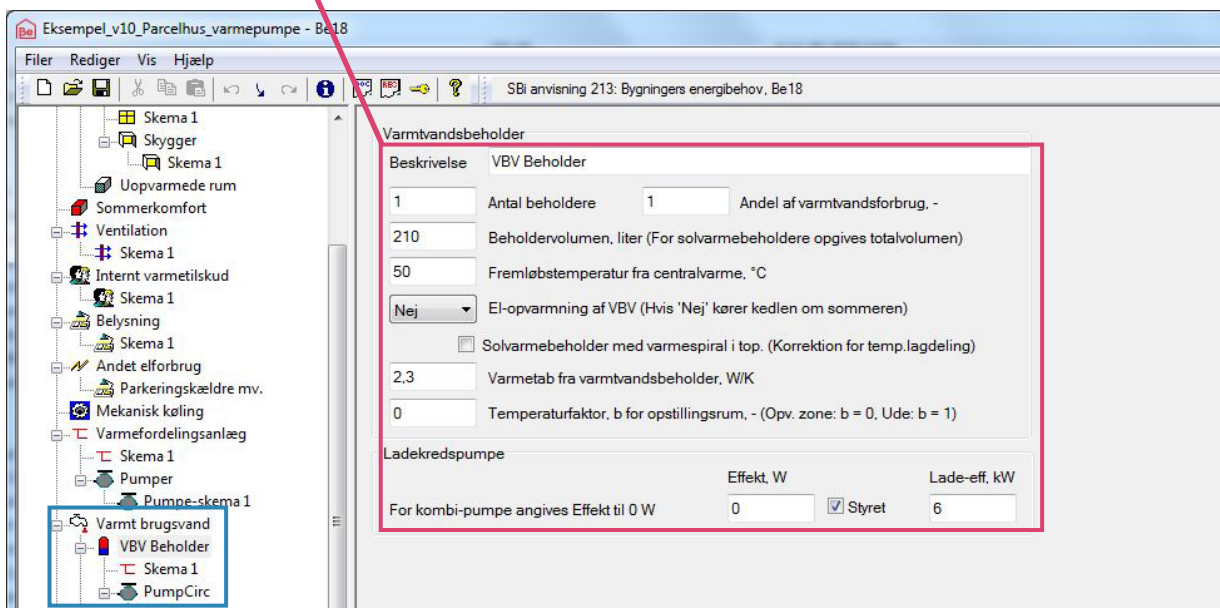 Eksempel_v10_Parcelhus_varmepumpe - Be18
Filer Rediger Vis Hjælp
SBi anvisning 213: Bygningers energibehov, Be18
Skema 1
Skygger
Skema 1
Uopvarmede rum
Sommerkomfort
Ventilation
Skema 1
Internt varmetilskud
Skema 1
Belysning
Skema 1
Andet elforbrug
Parkeringskældre mv.
Mekanisk køling
Varmefordelingsanlæg
Skema 1
Pumper
Pumpe-skema 1
Varmt brugsvand
VBV Beholder
Skema 1
PumpCirc
Varmtvandsbeholder
Beskrivelse VBV Beholder
1 Antal beholdere 1 Andel af varmtvandsforbrug, -
210 Beholdervolumen, liter (For solvarmebeholdere opgives totalvolumen)
50 Fremløbstemperatur fra centralvarme, °C
Nej El-opvarmning af VBV (Hvis 'Nej' kører kedlen om sommeren)
Solvarmebeholder med varmespiral i top. (Korrektion for temp.lagdeling)
2,3 Varmetab fra varmtvandsbeholder, W/K
0 Temperaturfaktor, b for opstillingsrum, - (Opv. zone: b = 0, Ude: b = 1)
Ladekredspumpe
Effekt, W Lade-eff, kW
For kombi-pumpe angives Effekt til 0 W 0 Styret 6